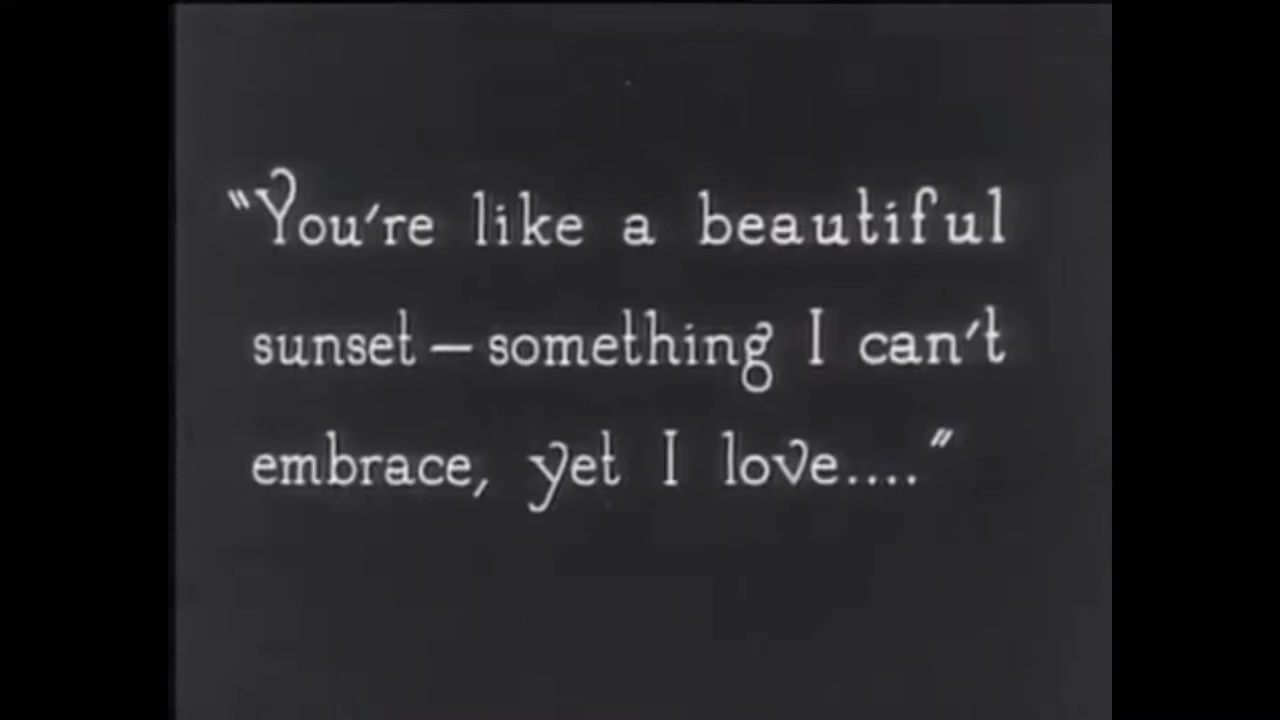 "You're like a beautiful
sunset — something I can't
embrace, yet I love...."